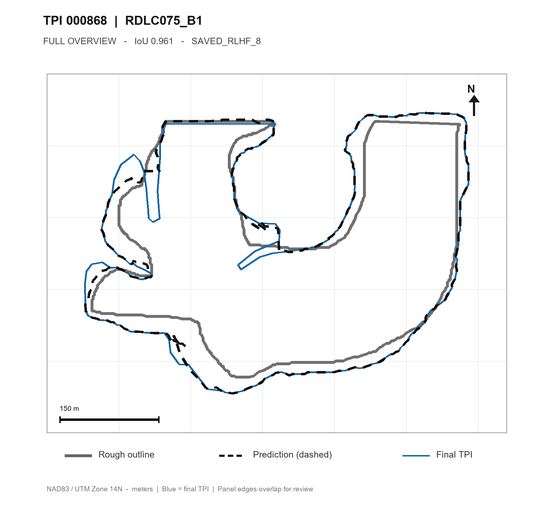 TPI 000868 | RDLC075_B1
FULL OVERVIEW - IoU 0.961 - SAVED_RLHF_8
N
150 m
Rough outline
Prediction (dashed)
Final TPI
NAD83 / UTM Zone 14N - meters | Blue = final TPI | Panel edges overlap for review